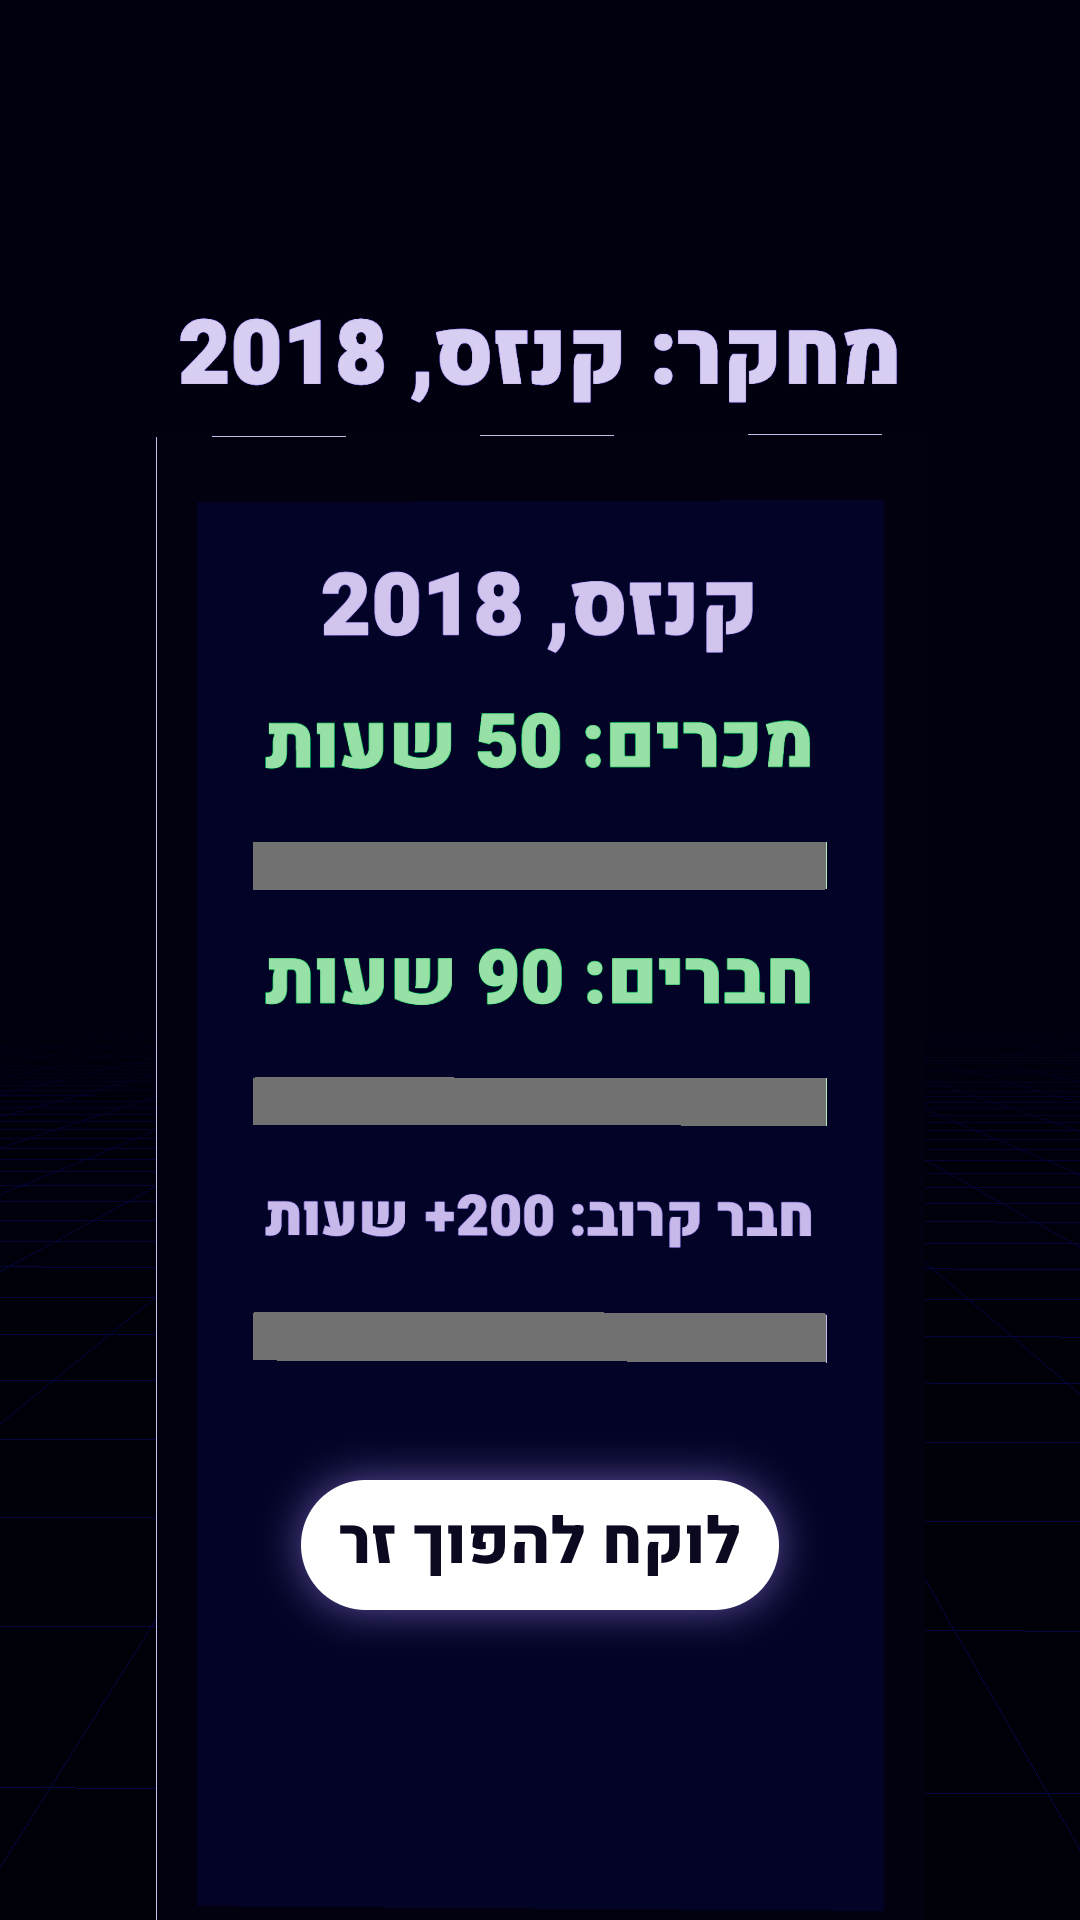 מחקר: קנזס, 2018
קנזס, 2018
מכרים: 50 שעות
חברים: 90 שעות
חבר קרוב: 200+ שעות
לוקח להפוך זר